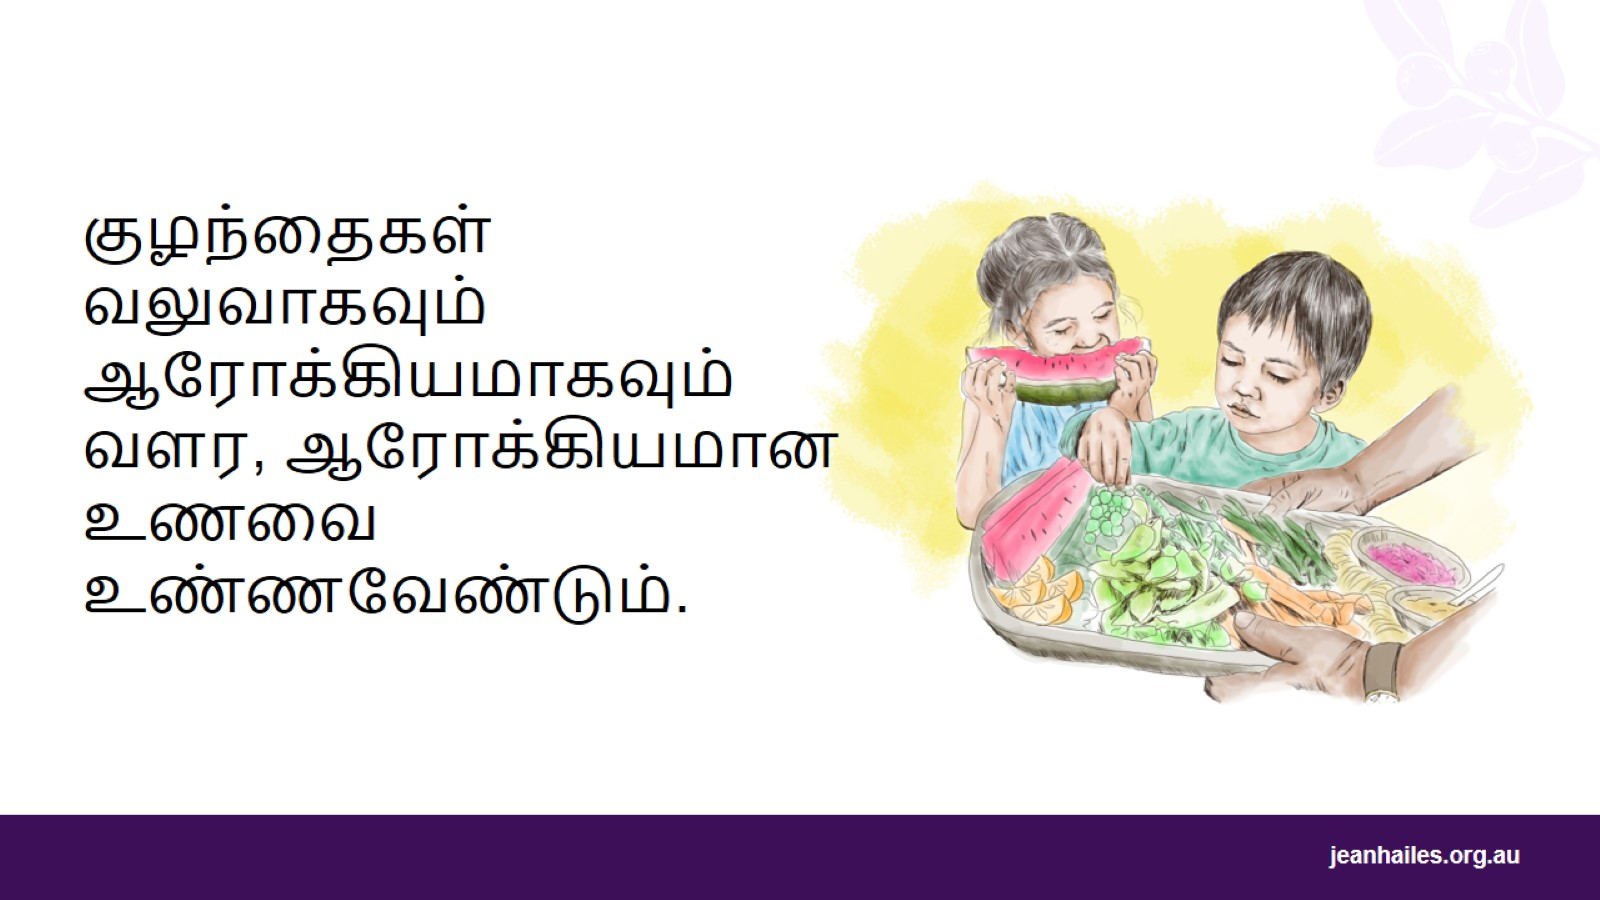 குழந்தைகள்
வலுவாகவும்
ஆரோக்கியமாகவும்
வளர, ஆரோக்கியமான
உணவை
உண்ணவேண்டும்.
jeanhailes.org.au